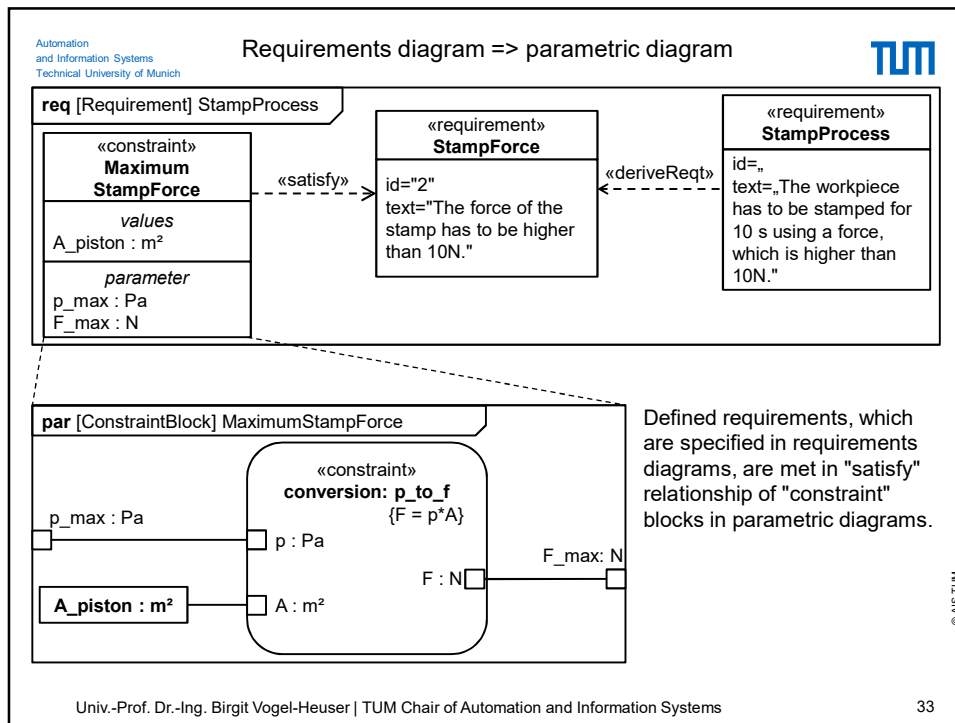 Automation
and Information Systems
Technical University of Munich
Requirements diagram => parametric diagram
TUM
req [Requirement] StampProcess
«constraint»
Maximum
StampForce
values
A_piston : m²
parameter
p_max : Pa
F_max : N
«satisfy»
«requirement»
StampForce
id="2"
text="The force of the
stamp has to be higher
than 10N."
«deriveReqt»
«requirement»
StampProcess
id=„
text=„The workpiece
has to be stamped for
10 s using a force,
which is higher than
10N."
par [ConstraintBlock] MaximumStampForce
«constraint»
conversion: p_to_f
{F = p*A}
p_max : Pa
p : Pa
F_max: N
F : N
A_piston : m²
A : m²
Defined requirements, which
are specified in requirements
diagrams, are met in "satisfy"
relationship of "constraint"
blocks in parametric diagrams.
© AIS TUM
Univ.-Prof. Dr.-Ing. Birgit Vogel-Heuser | TUM Chair of Automation and Information Systems
33